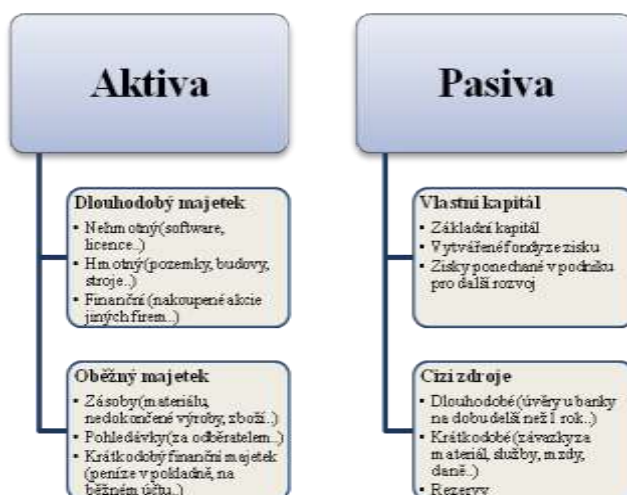 Aktiva
Dlouhodobý majetek
• Nehmotný(software,
licence..)
• Hmotný(pozemky, budovy,
stroje..)
• Finanční(nakoupené akcie
jiných firem..)
Oběžný majetek
• Zásoby(materiálu,
nedokončené výroby, zboží..)
• Pohledávky(za odběratelem..)
• Krátkodobý finanční majetek
(peníze v pokladně, na
běžném účtu..)
Pasiva
Vlastní kapitál
• Základní kapitál
• Vytvářené fondy ze zisku
• Zisky ponechané v podniku
pro další rozvoj
Cizí zdroje
• Dlouhodobé(úvěry u banky
na dobu delší než 1 rok..)
• Krátkodobé(závazky za
materiál, služby, mzdy,
daně..)
• Rezervy